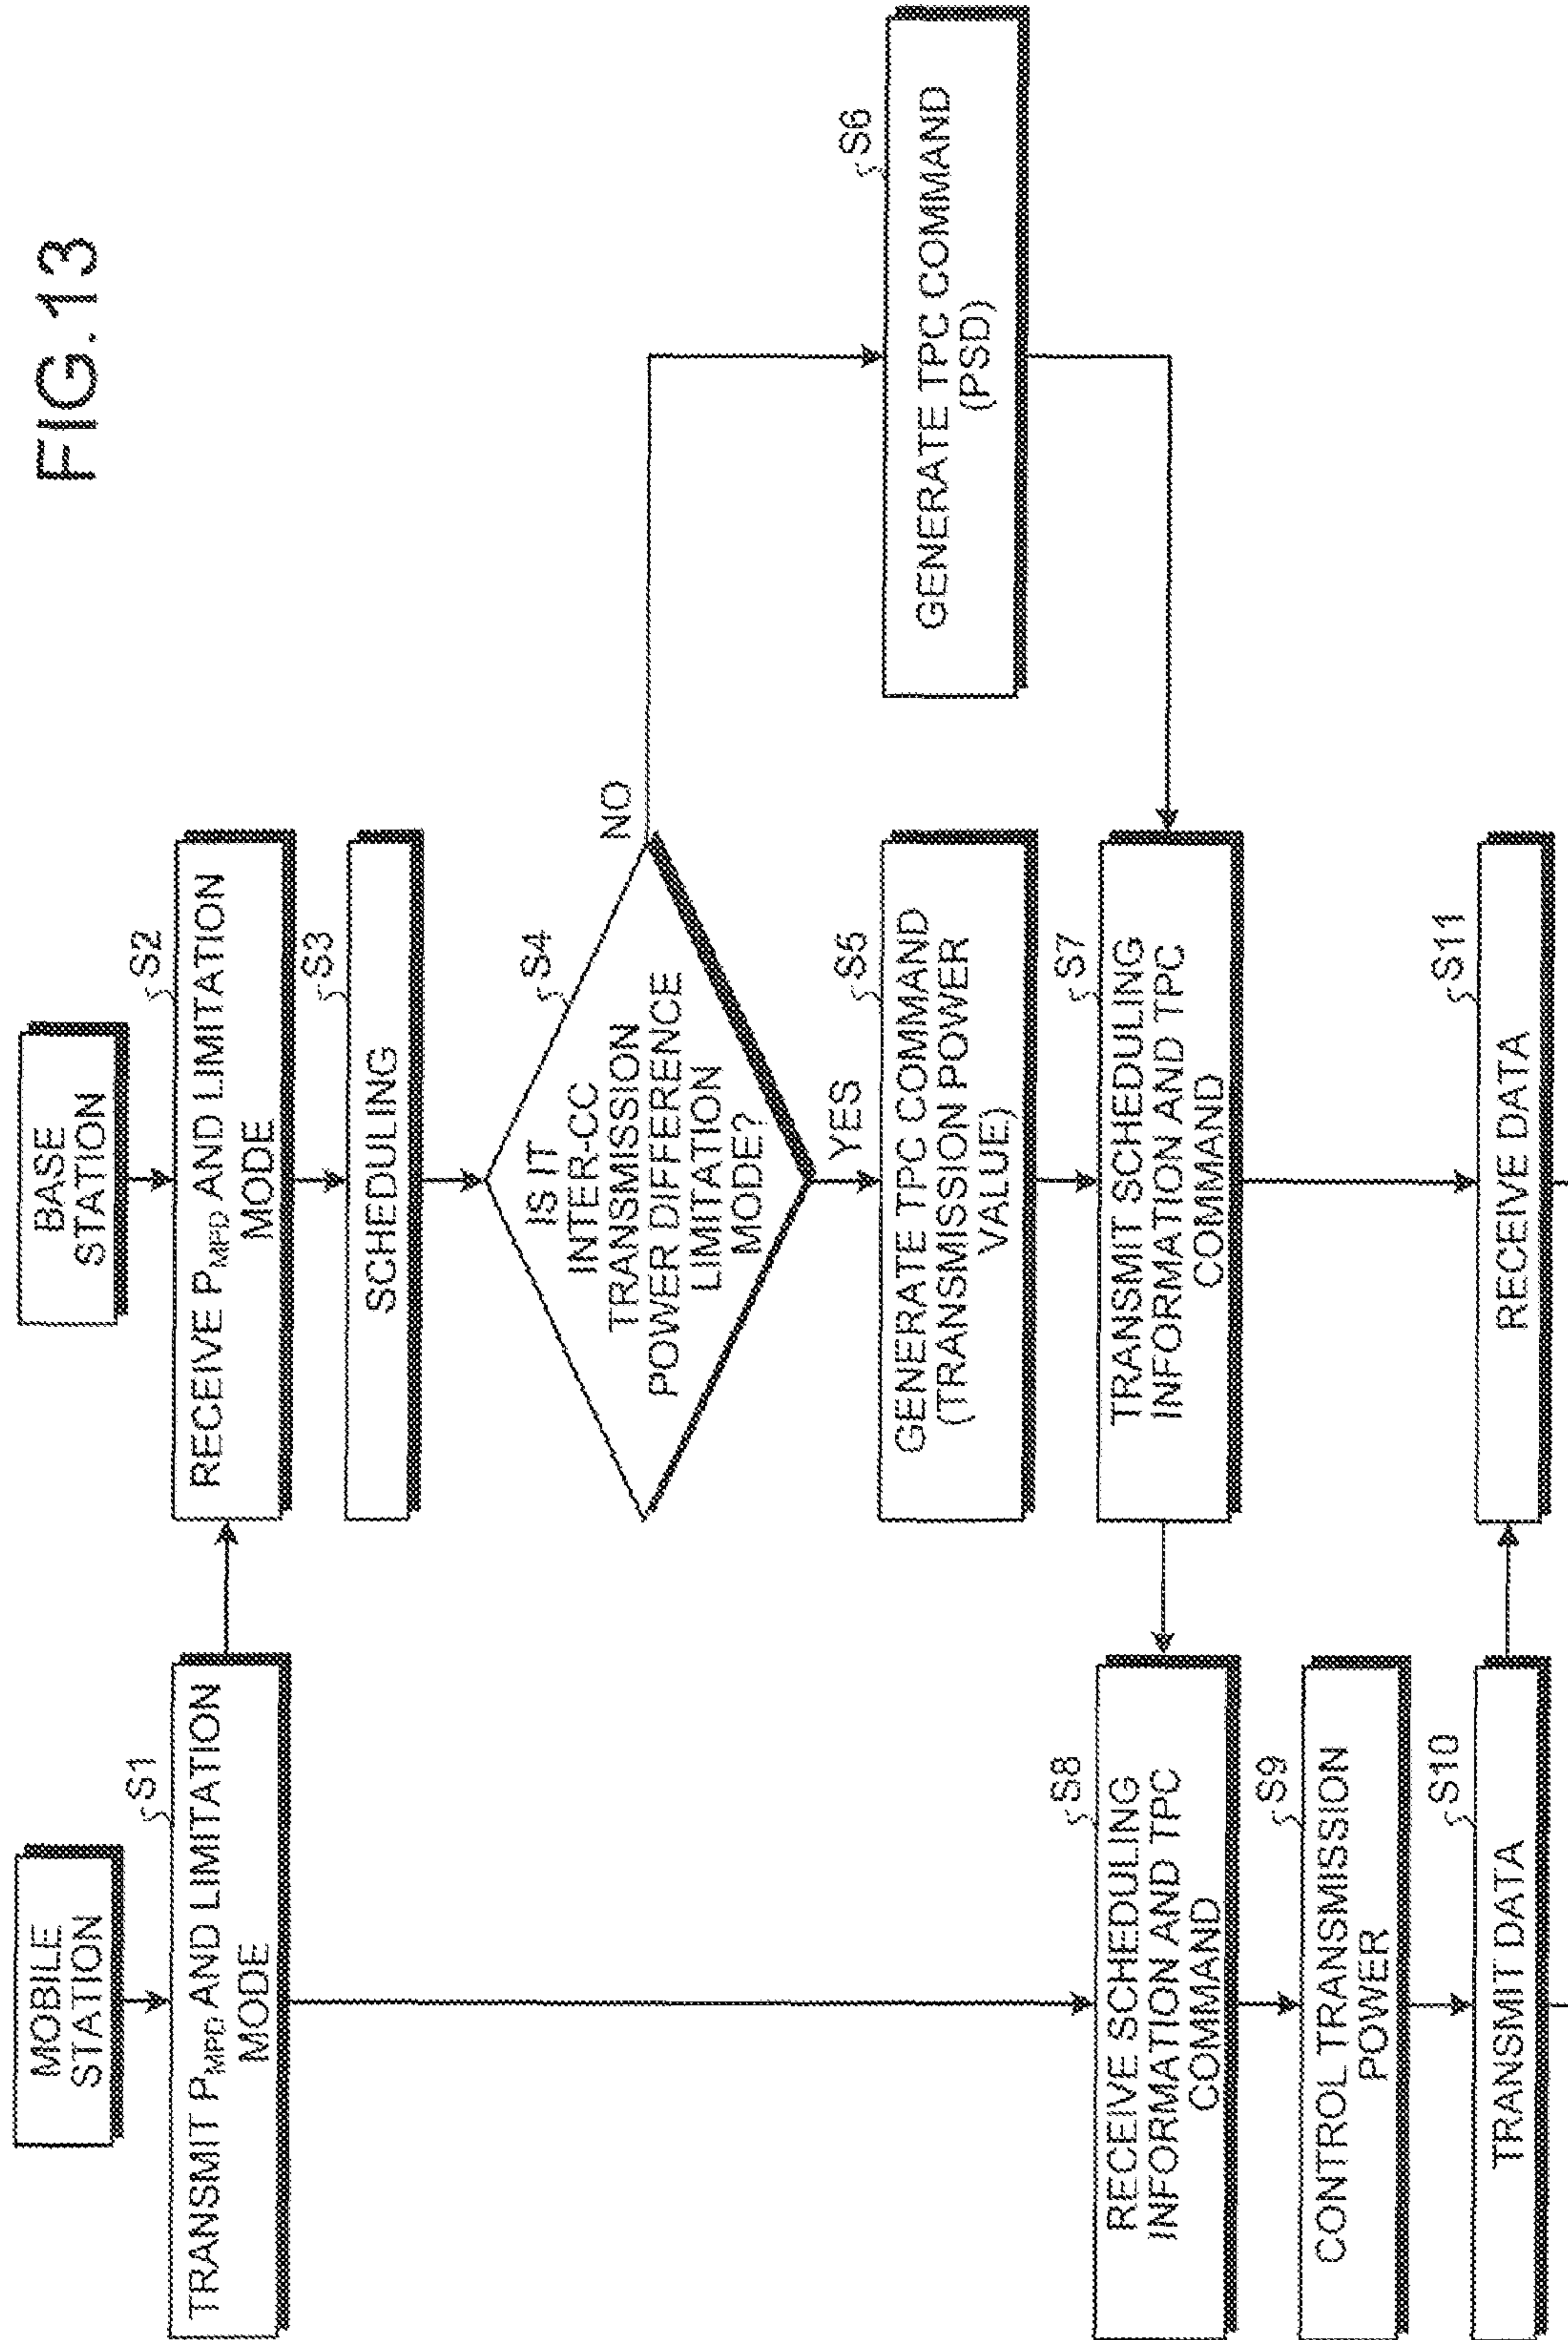 FIG.13
MOBILE
STATION
S1
TRANSMIT PMPD AND LIMITATION
MODE
BASE
STATION
S2
RECEIVE PMPD AND LIMITATION
MODE
S3
SCHEDULING
S4
IS IT
INTER-CC
TRANSMISSION
POWER DIFFERENCE
LIMITATION
MODE?
NO
YES
S5
GENERATE TPC COMMAND
(TRANSMISSION POWER
VALUE)
S6
GENERATE TPC COMMAND
(PSD)
S7
TRANSMIT SCHEDULING
INFORMATION AND TPC
COMMAND
S8
RECEIVE SCHEDULING
INFORMATION AND TPC
COMMAND
S9
CONTROL TRANSMISSION
POWER
S10
TRANSMIT DATA
S11
RECEIVE DATA